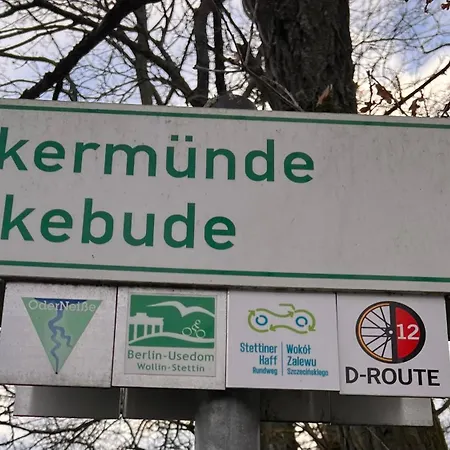 kermünde
kebude
OderNeiße
Berlin-Usedom
Wollin-Stettin
Stettiner Haff Rundweg
Wokół Zalewu Szczecińskiego
12
D-ROUTE